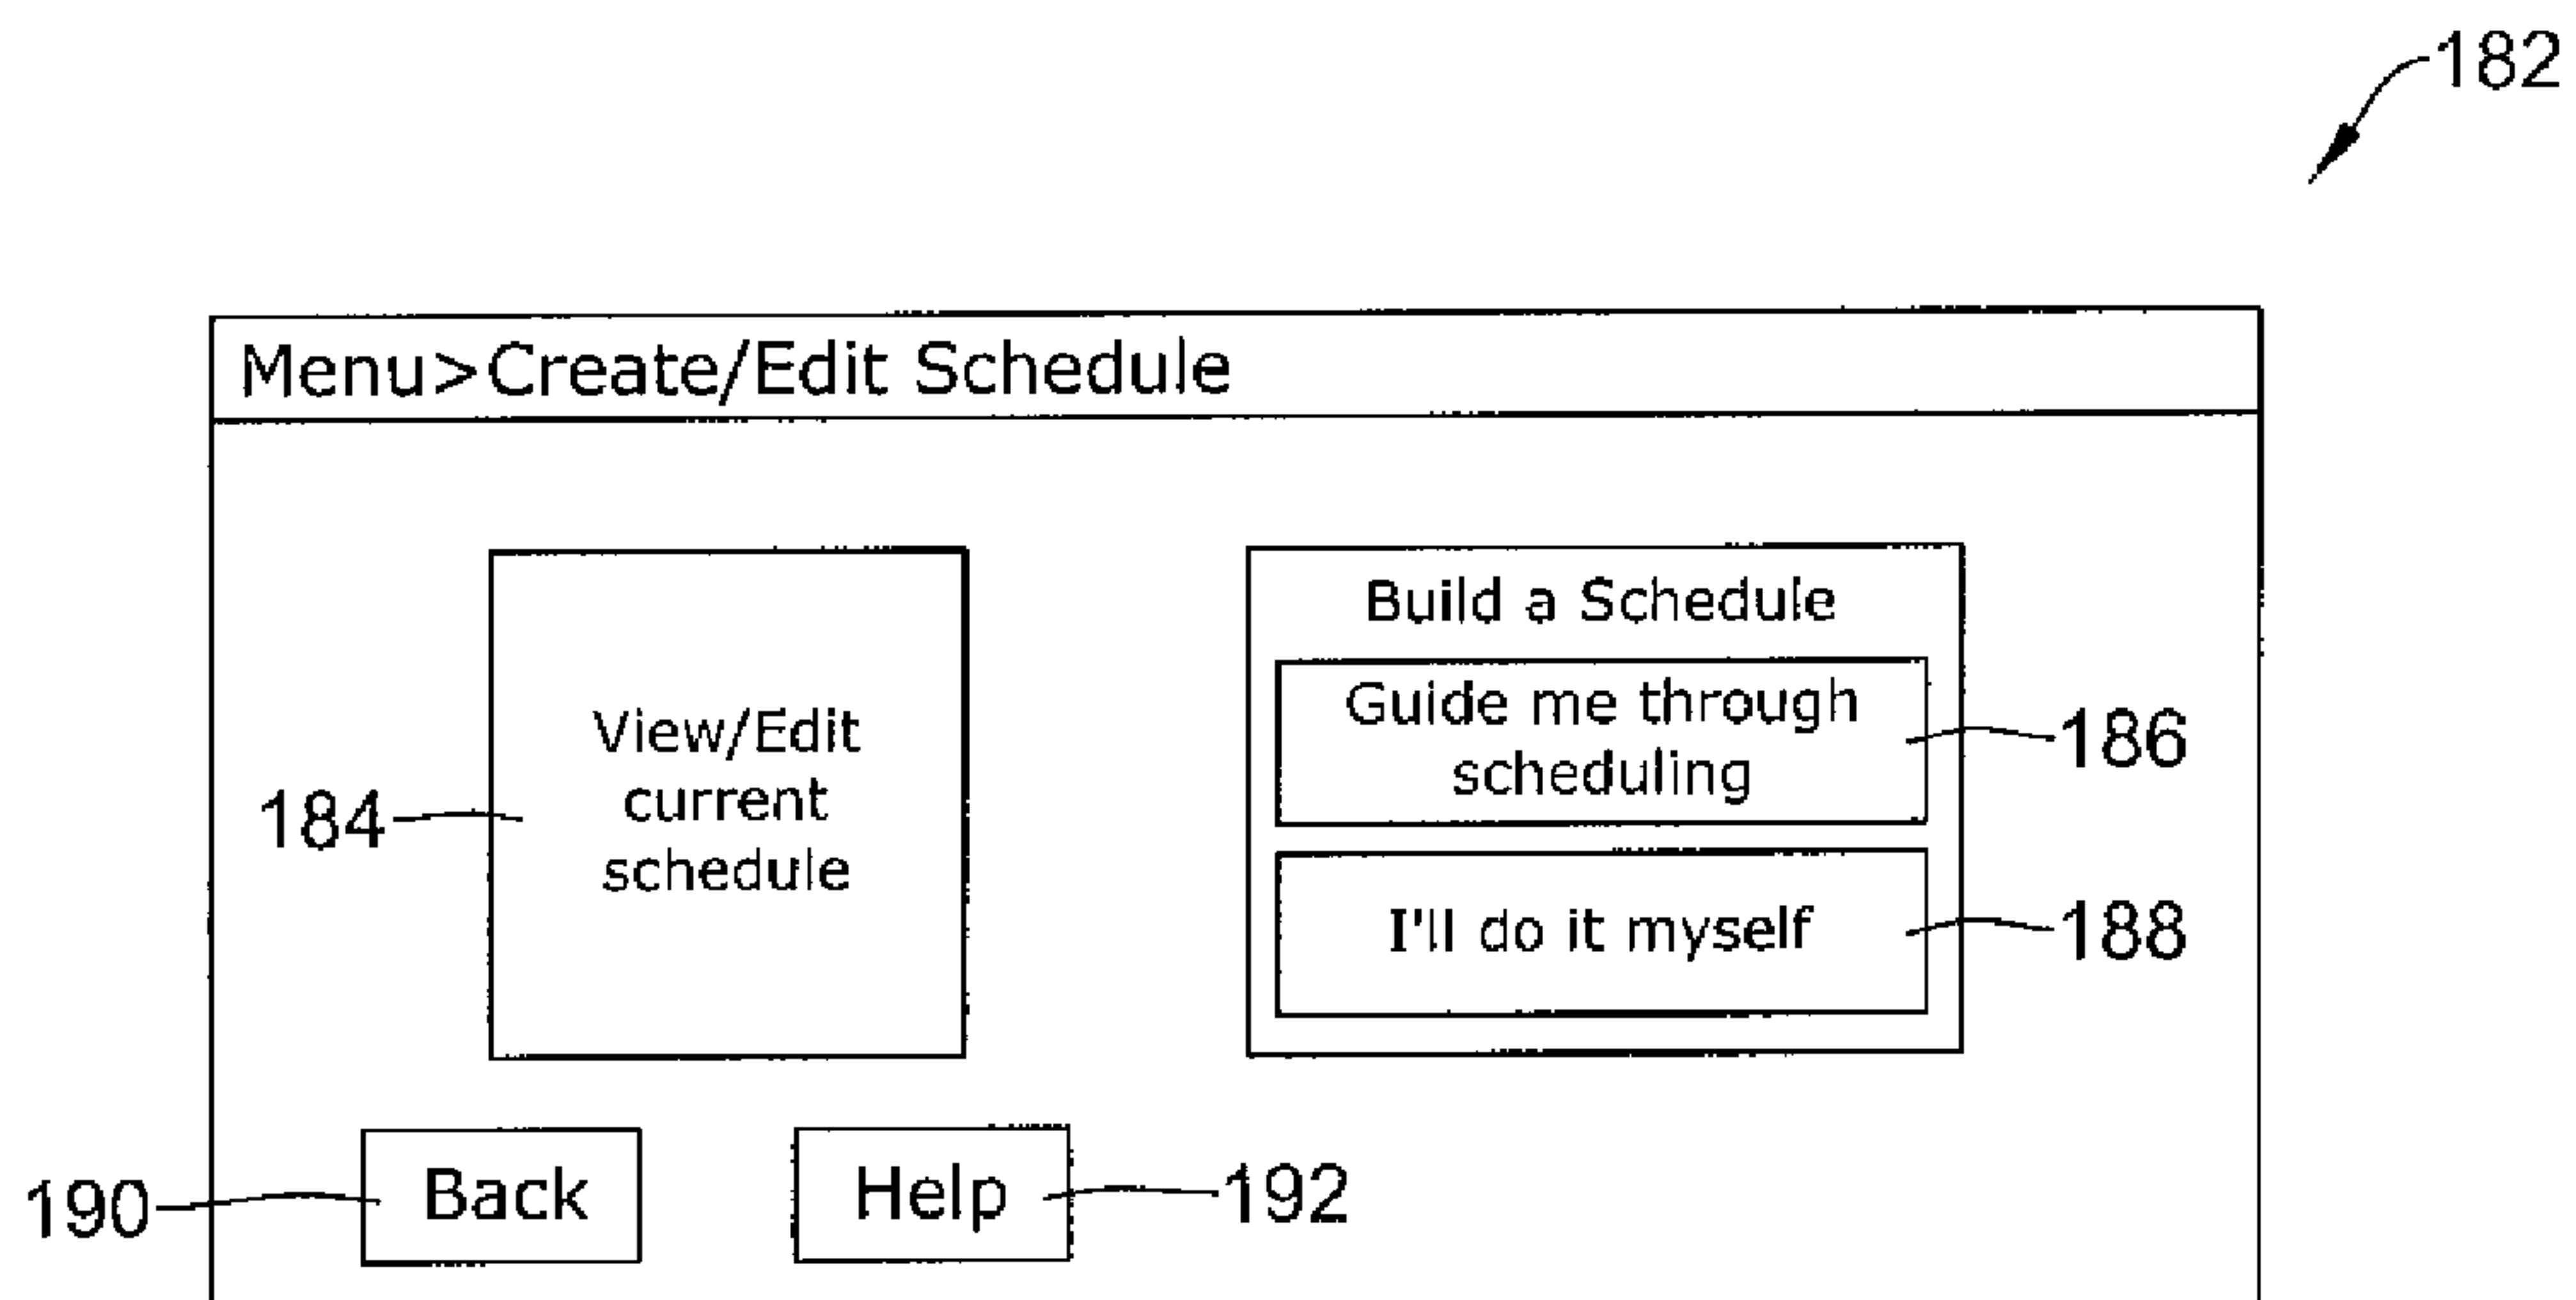 182
Menu>Create/Edit Schedule
View/Edit
current
schedule
184
Build a Schedule
Guide me through
scheduling
186
I'll do it myself
188
190
Back
Help
192